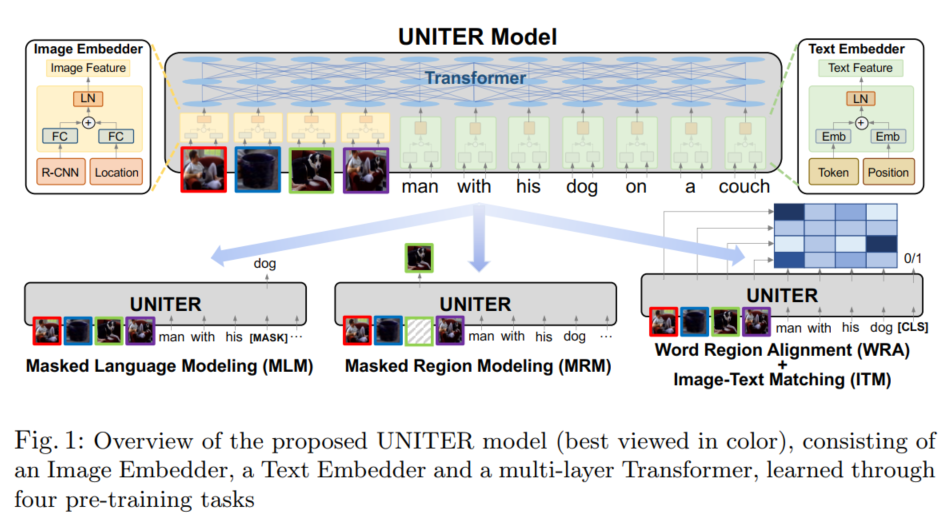 UNITER Model
Image Embedder
Image Feature
LN
+
FC FC
R-CNN Location
Transformer
Text Embedder
Text Feature
LN
+
Emb Emb
Token Position
man with his dog on a couch
dog
UNITER
man with his [MASK] ...
Masked Language Modeling (MLM)
UNITER
man with his dog ...
Masked Region Modeling (MRM)
0/1
UNITER
man with his dog [CLS]
Word Region Alignment (WRA)
+
Image-Text Matching (ITM)
Fig. 1: Overview of the proposed UNITER model (best viewed in color), consisting of
an Image Embedder, a Text Embedder and a multi-layer Transformer, learned through
four pre-training tasks